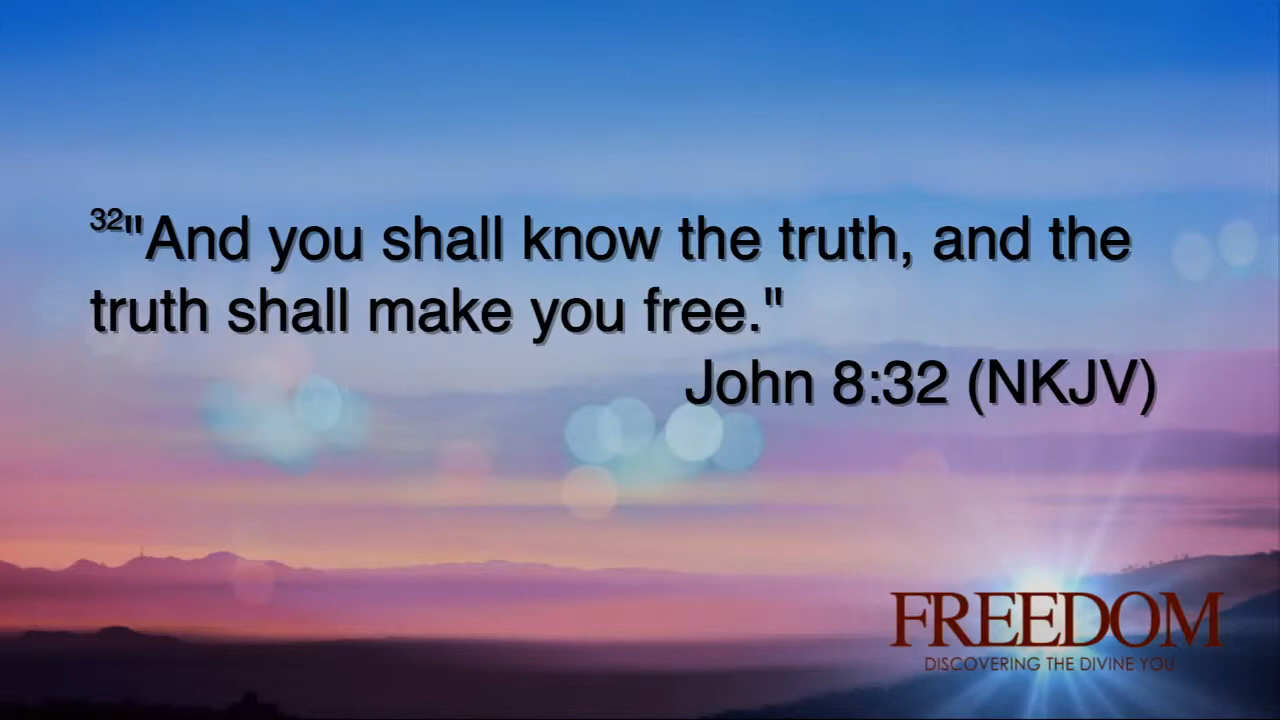 32"And you shall know the truth, and the
truth shall make you free."
John 8:32 (NKJV)
FREEDOM
DISCOVERING THE DIVINE YOU